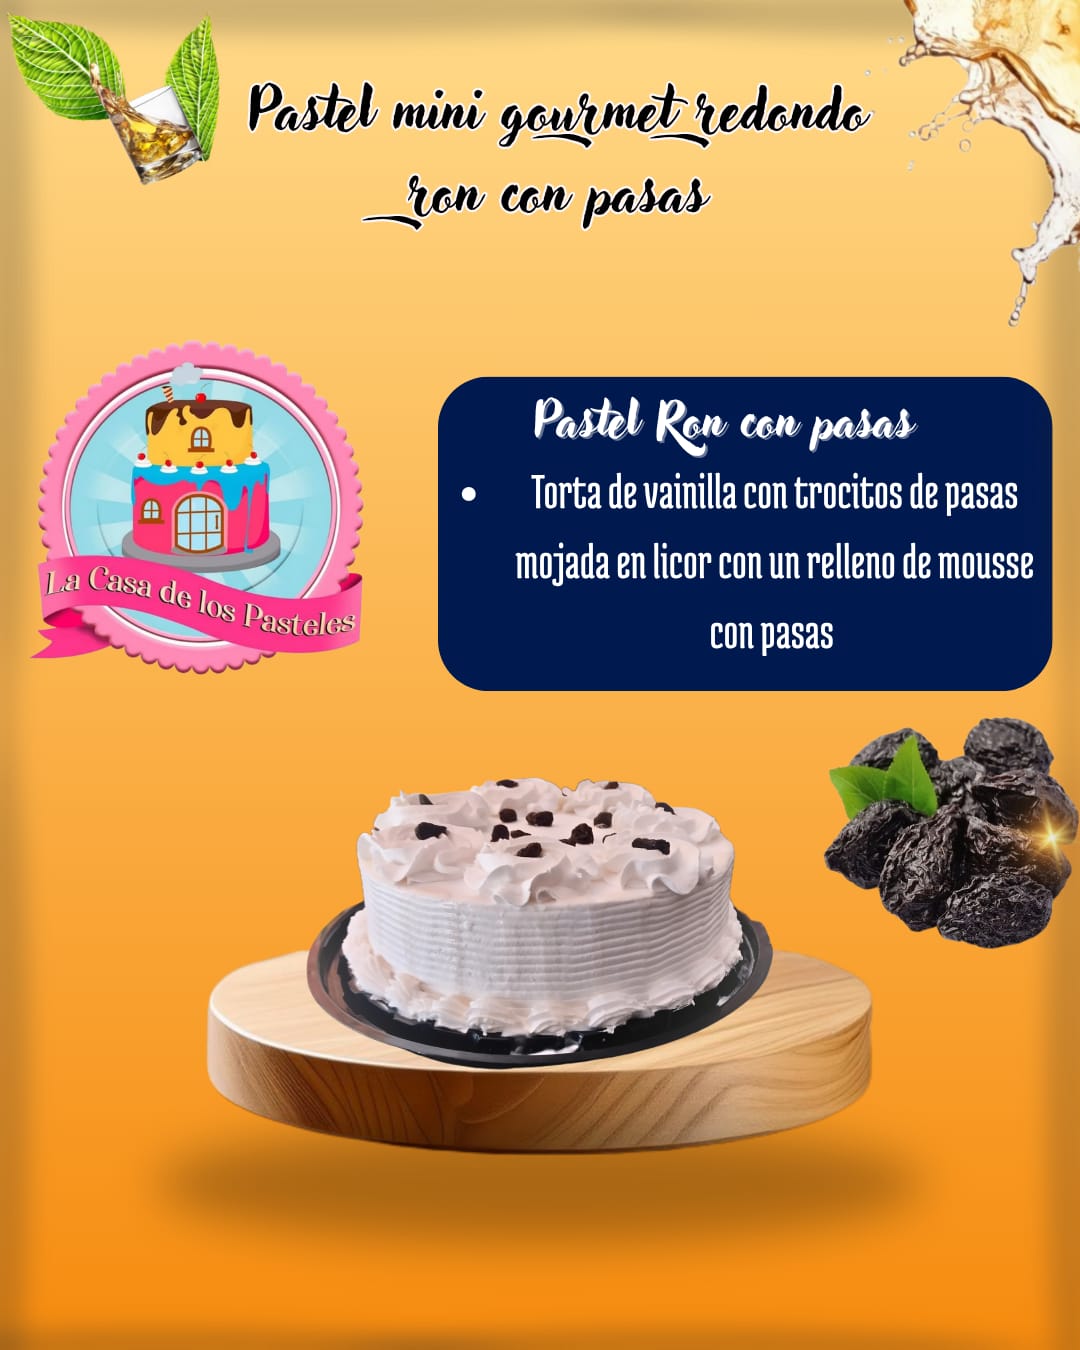 Pastel mini gourmet redondo
ron con pasas
La Casa de los Pasteles
Pastel Ron con pasas
• Torta de vainilla con trocitos de pasas
mojada en licor con un relleno de mousse
con pasas